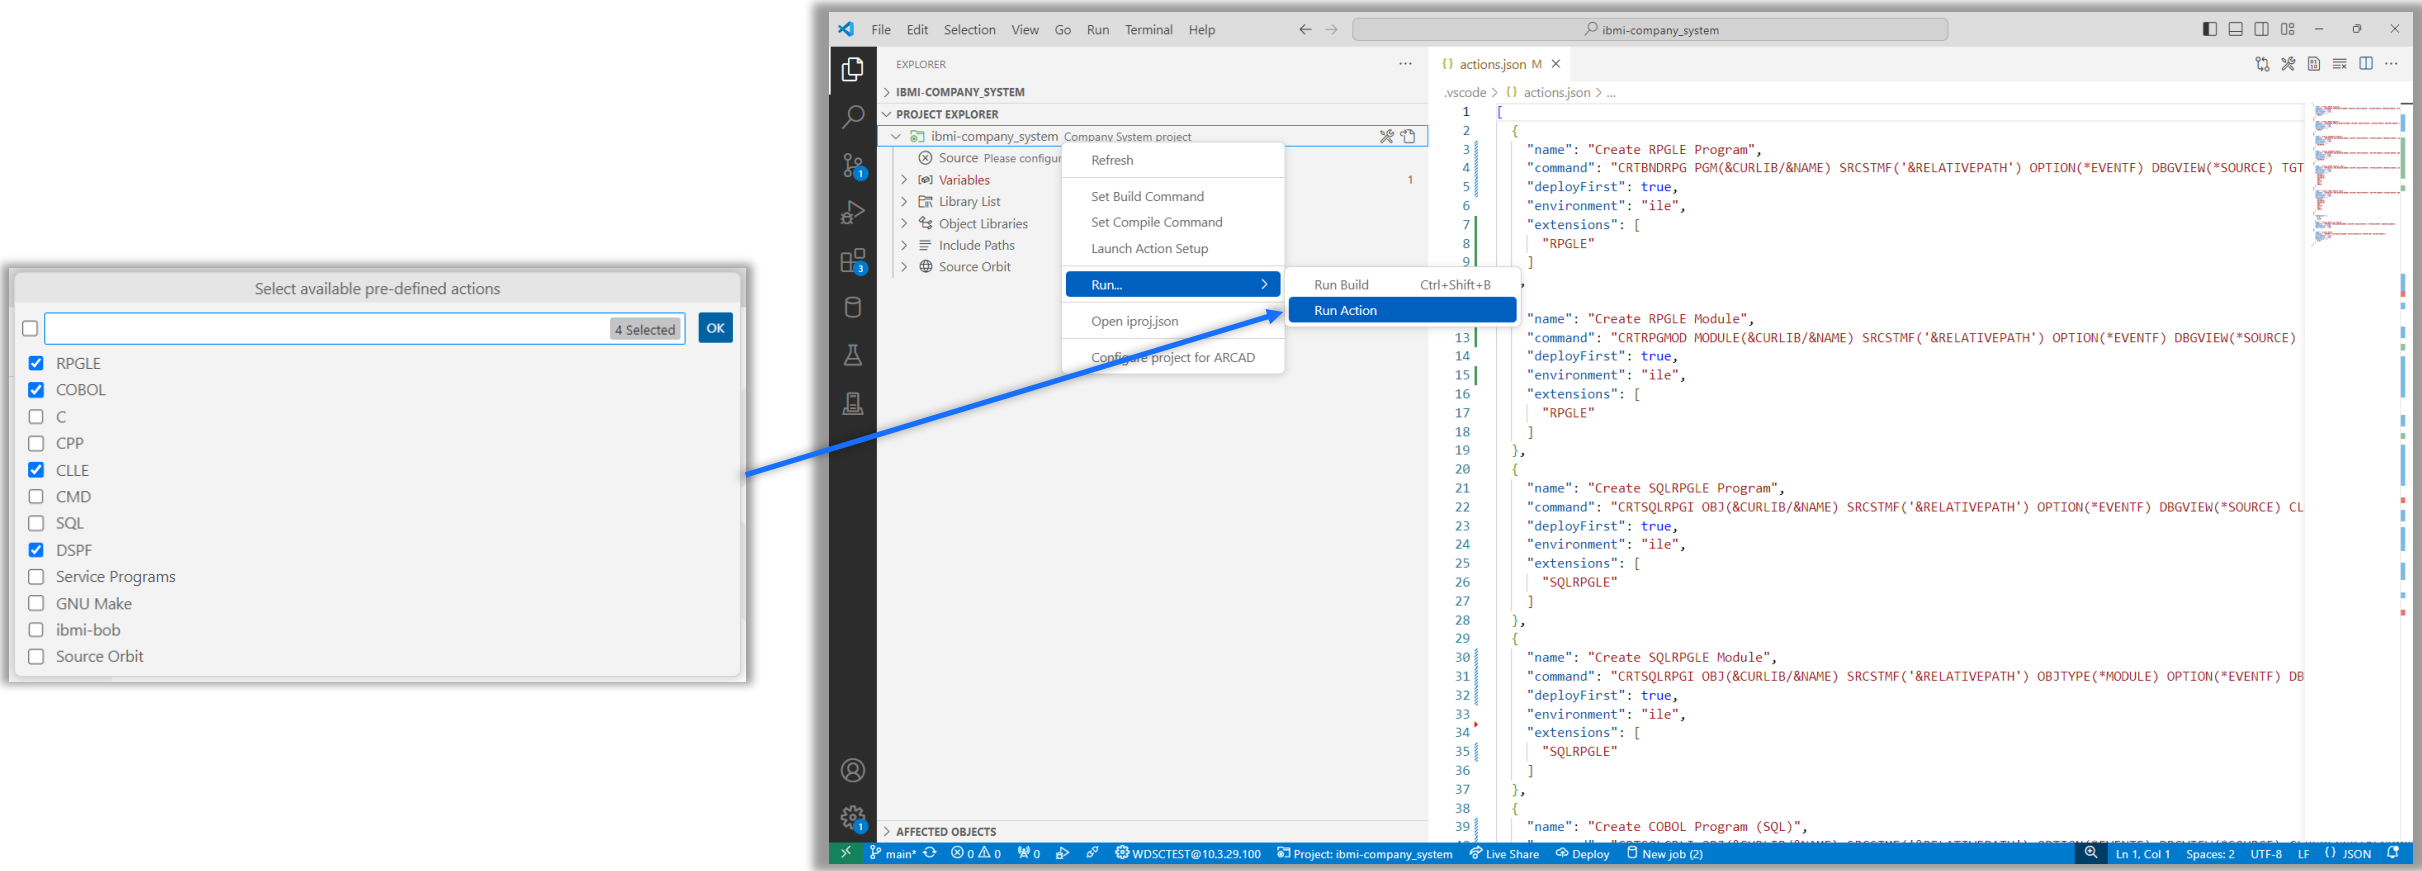 Select available pre-defined actions
4 Selected
OK
RPGLE
COBOL
C
CPP
CLLE
CMD
SQL
DSPF
Service Programs
GNU Make
ibmi-bob
Source Orbit
File Edit Selection View Go Run Terminal Help
ibmi-company_system
EXPLORER
IBMI-COMPANY_SYSTEM
PROJECT EXPLORER
ibmi-company_system Company System project
Source Please configur
Variables 1
Library List
Object Libraries
Include Paths
Source Orbit
Refresh
Set Build Command
Set Compile Command
Launch Action Setup
Run...
Open iproj.json
Configure project for ARCAD
Run Build Ctrl+Shift+B
Run Action
AFFECTED OBJECTS
{} actions.json M
.vscode > {} actions.json > ...
1 [
2 {
3 "name": "Create RPGLE Program",
4 "command": "CRTBNDRPG PGM(&CURLIB/&NAME) SRCSTMF('&RELATIVEPATH') OPTION(*EVENTF) DBGVIEW(*SOURCE) TGT
5 "deployFirst": true,
6 "environment": "ile",
7 "extensions": [
8 "RPGLE"
9 ]
,
"name": "Create RPGLE Module",
13 "command": "CRTRPGMOD MODULE(&CURLIB/&NAME) SRCSTMF('&RELATIVEPATH') OPTION(*EVENTF) DBGVIEW(*SOURCE)
14 "deployFirst": true,
15 "environment": "ile",
16 "extensions": [
17 "RPGLE"
18 ]
19 },
20 {
21 "name": "Create SQLRPGLE Program",
22 "command": "CRTSQLRPGI OBJ(&CURLIB/&NAME) SRCSTMF('&RELATIVEPATH') OPTION(*EVENTF) DBGVIEW(*SOURCE) CL
23 "deployFirst": true,
24 "environment": "ile",
25 "extensions": [
26 "SQLRPGLE"
27 ]
28 },
29 {
30 "name": "Create SQLRPGLE Module",
31 "command": "CRTSQLRPGI OBJ(&CURLIB/&NAME) SRCSTMF('&RELATIVEPATH') OBJTYPE(*MODULE) OPTION(*EVENTF) DB
32 "deployFirst": true,
33 "environment": "ile",
34 "extensions": [
35 "SQLRPGLE"
36 ]
37 },
38 {
39 "name": "Create COBOL Program (SQL)",
1
3
1
main* 0 0 0 WDSCTEST@10.3.29.100 Project: ibmi-company_system Live Share Deploy New job (2) Ln 1, Col 1 Spaces: 2 UTF-8 LF {} JSON